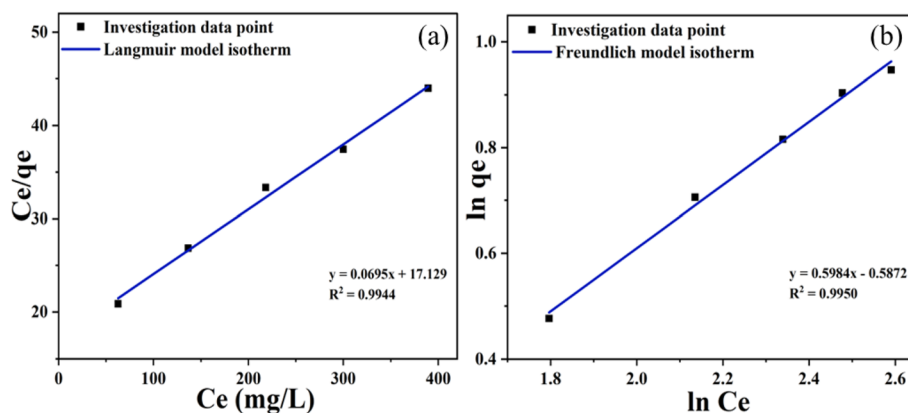 (a)
Investigation data point
Langmuir model isotherm
50
40
30
20
Ce/qe
y = 0.0695x + 17.129
R² = 0.9944
0 100 200 300 400
Ce (mg/L)
(b)
Investigation data point
Freundlich model isotherm
1.0
0.8
0.6
0.4
ln qe
y = 0.5984x - 0.5872
R² = 0.9950
1.8 2.0 2.2 2.4 2.6
ln Ce